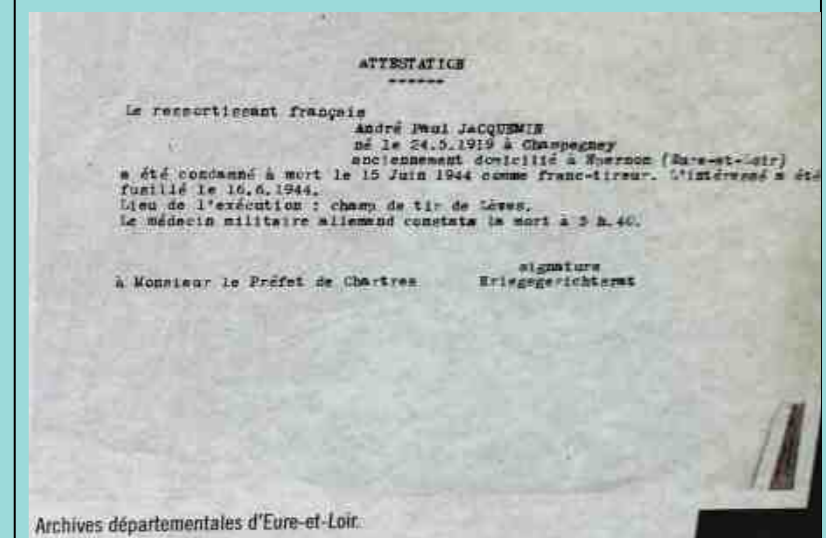 ATTESTATION
------
Le ressortissant français
André Paul JACQUEMIN
né le 24.5.1919 à Champagney
anciennement domicilié à (Eure-et-Loir)
a été condamné à mort le 15 Juin 1944 comme franc-tireur. L'intéressé a été
fusillé le 16.6.1944.
Lieu de l'exécution : champ de tir de Lèves.
Le médecin militaire allemand constata la mort à h.40.
signature
à Monsieur le Préfet de Chartres Kriegsgerichtsrat
Archives départementales d'Eure-et-Loir.